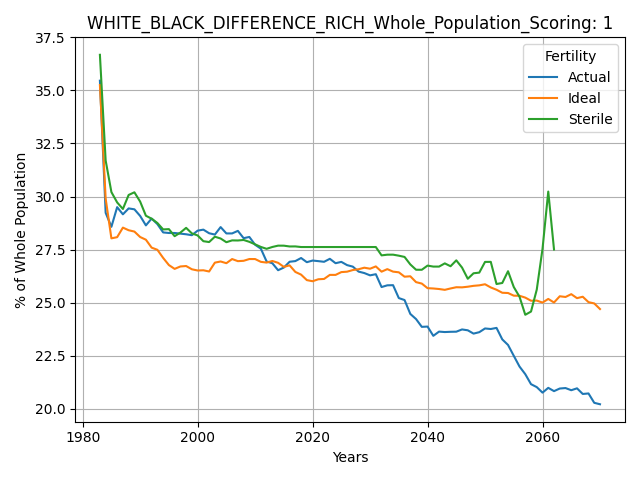 WHITE_BLACK_DIFFERENCE_RICH_Whole_Population_Scoring: 1
Fertility
Actual
Ideal
Sterile
% of Whole Population
37.5
35.0
32.5
30.0
27.5
25.0
22.5
20.0
1980
2000
2020
2040
2060
Years